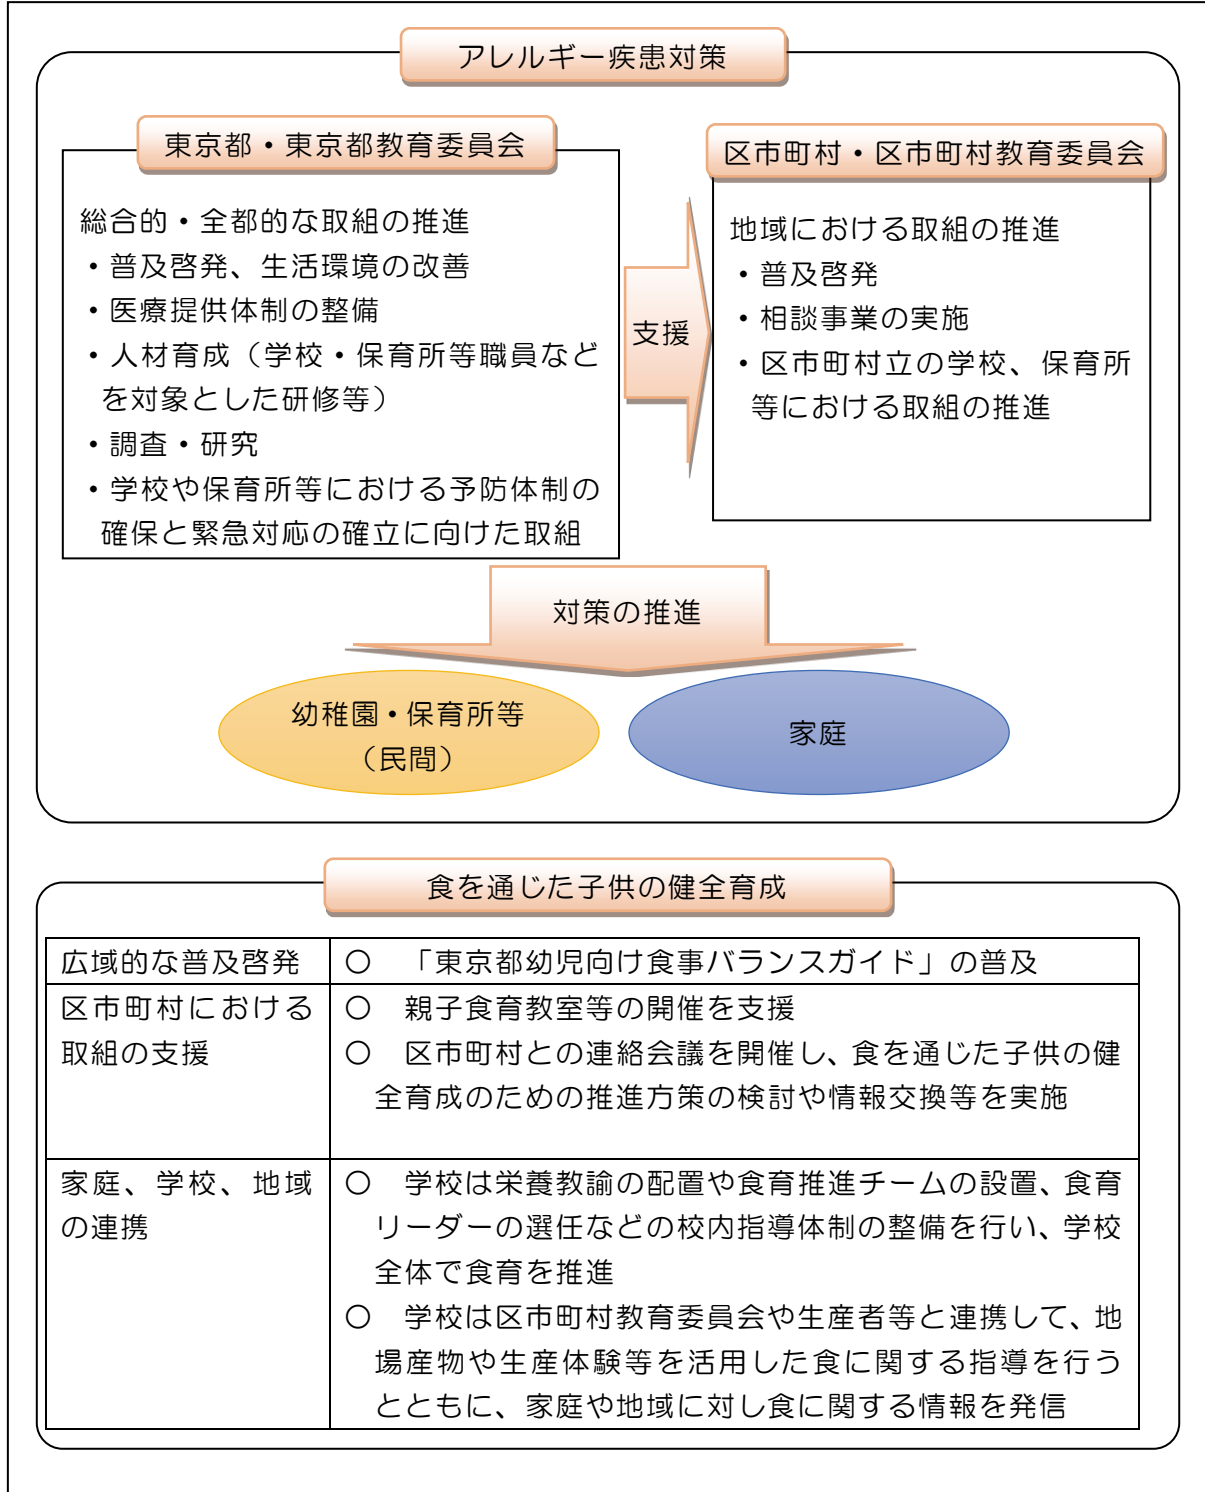 アレルギー疾患対策
東京都・東京都教育委員会
総合的・全都的な取組の推進
・普及啓発、生活環境の改善
・医療提供体制の整備
・人材育成（学校・保育所等職員など
を対象とした研修等）
・調査・研究
・学校や保育所等における予防体制の
確保と緊急対応の確立に向けた取組
支援
区市町村・区市町村教育委員会
地域における取組の推進
・普及啓発
・相談事業の実施
・区市町村立の学校、保育所
等における取組の推進
対策の推進
幼稚園・保育所等
（民間）
家庭
食を通じた子供の健全育成
広域的な普及啓発
○　「東京都幼児向け食事バランスガイド」の普及
区市町村における
取組の支援
○　親子食育教室等の開催を支援
○　区市町村との連絡会議を開催し、食を通じた子供の健
全育成のための推進方策の検討や情報交換等を実施
家庭、学校、地域
の連携
○　学校は栄養教諭の配置や食育推進チームの設置、食育
リーダーの選任などの校内指導体制の整備を行い、学校
全体で食育を推進
○　学校は区市町村教育委員会や生産者等と連携して、地
場産物や生産体験等を活用した食に関する指導を行う
とともに、家庭や地域に対し食に関する情報を発信